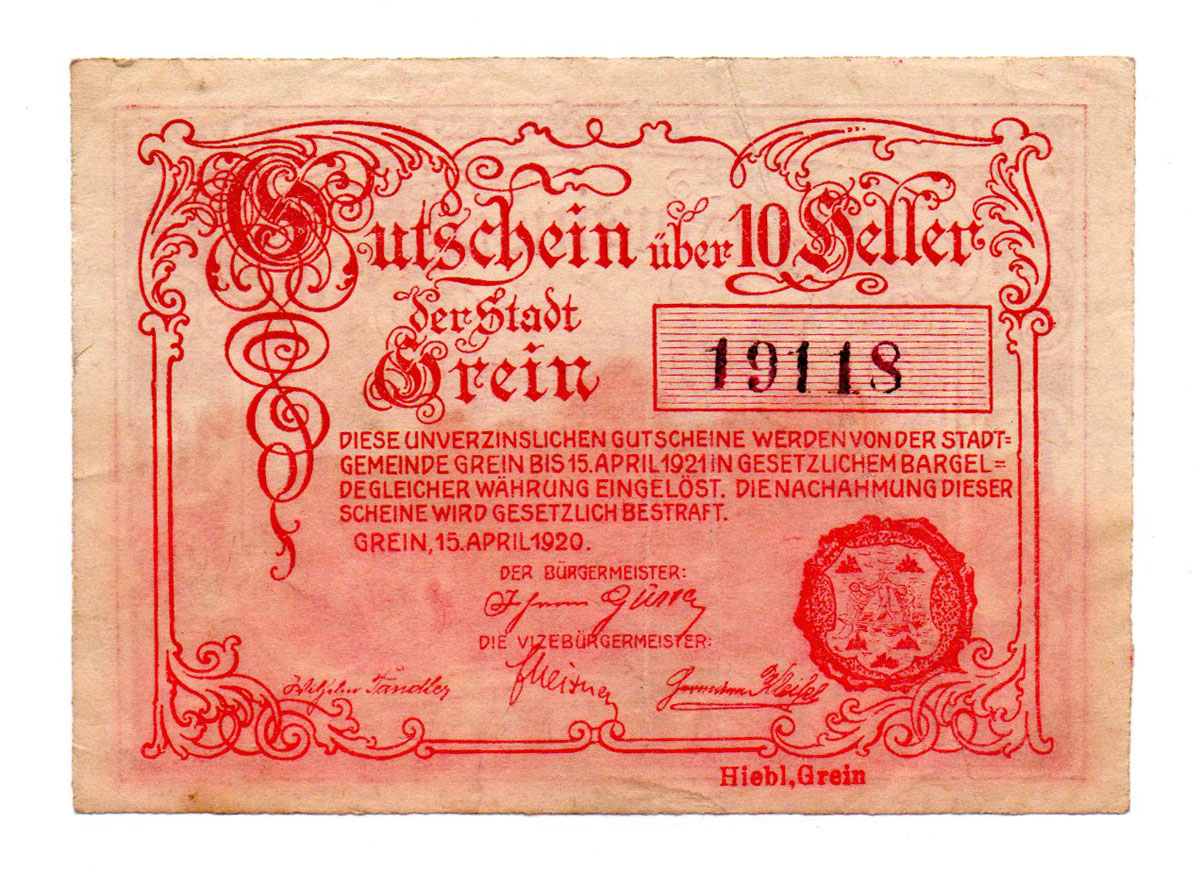 Gutschein über 10 Heller
der Stadt
Grein
19118
DIESE UNVERZINSLICHEN GUTSCHEINE WERDEN VON DER STADT=
GEMEINDE GREIN BIS 15. APRIL 1921 IN GESETZLICHEM BARGEL=
DE GLEICHER WÄHRUNG EINGELÖST. DIE NACHAHMUNG DIESER
SCHEINE WIRD GESETZLICH BESTRAFT.
GREIN, 15. APRIL 1920.
DER BÜRGERMEISTER:
DIE VIZEBÜRGERMEISTER:
Hiebl, Grein